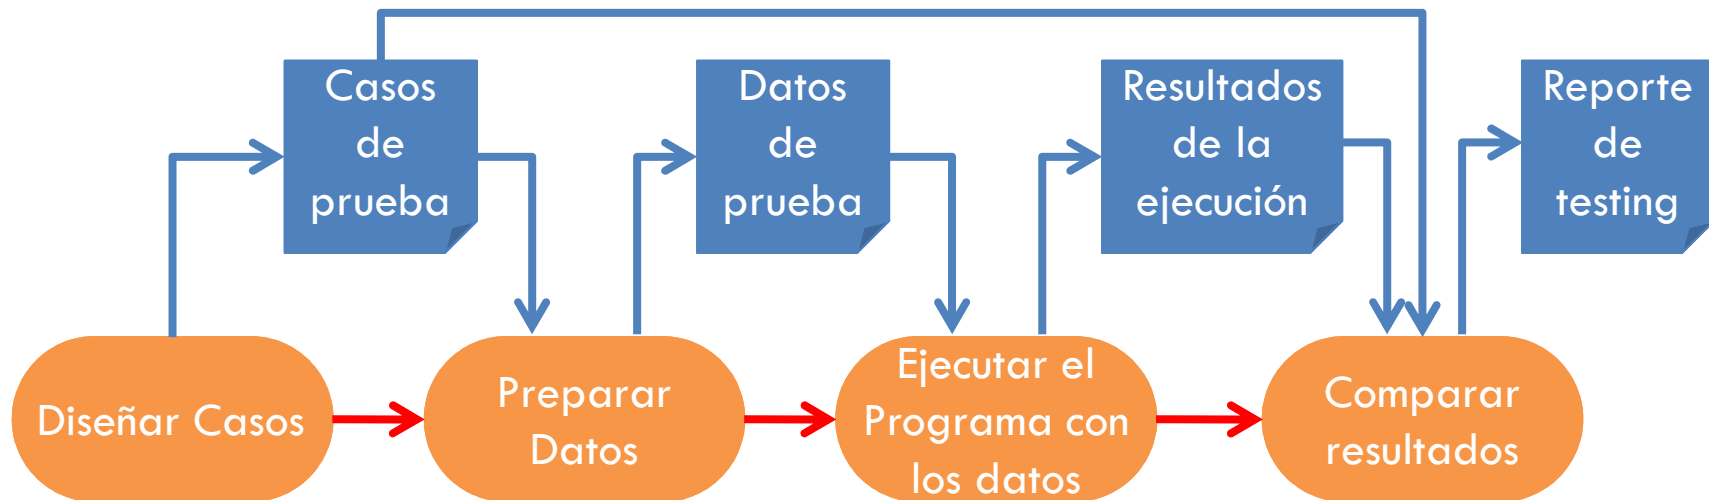 Casos
de
prueba
Datos
de
prueba
Resultados
de la
ejecución
Reporte
de
testing
Diseñar Casos
Preparar
Datos
Ejecutar el
Programa con
los datos
Comparar
resultados